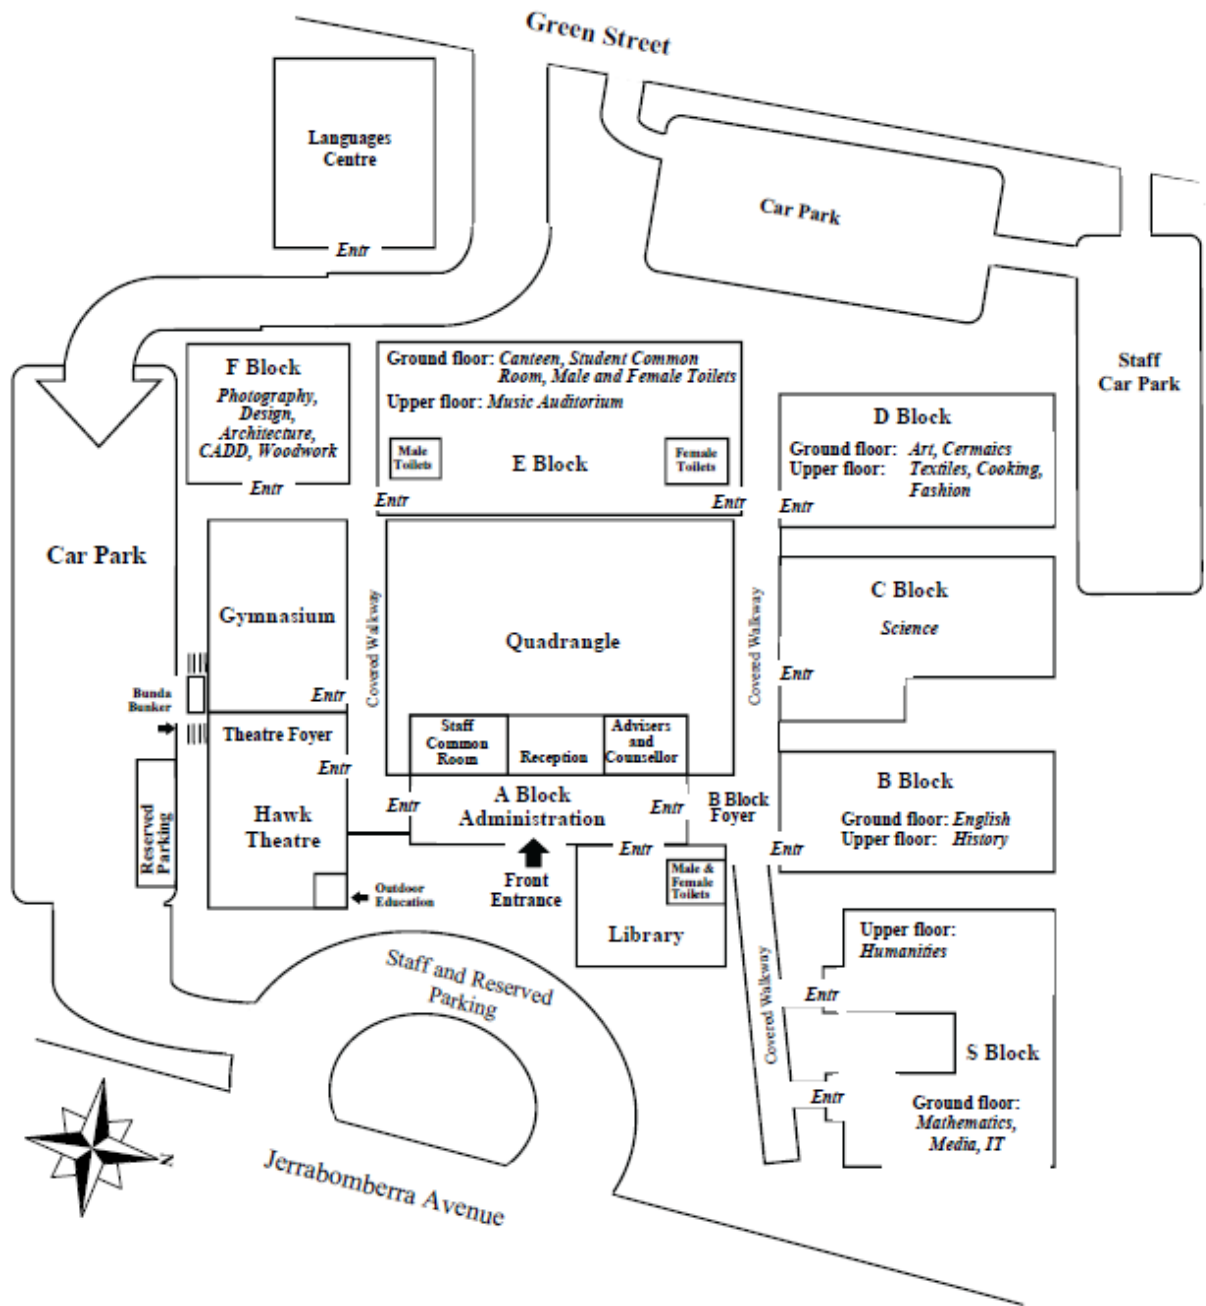 Green Street
Languages
Centre
Entr
Car Park
Staff
Car Park
F Block
Photography,
Design,
Architecture,
CADD, Woodwork
Entr
Ground floor: Canteen, Student Common
Room, Male and Female Toilets
Upper floor: Music Auditorium
Male
Toilets
E Block
Female
Toilets
Entr
Entr
D Block
Ground floor: Art, Cermaics
Upper floor: Textiles, Cooking,
Fashion
Entr
Car Park
Gymnasium
Entr
Covered Walkway
Quadrangle
Covered Walkway
C Block
Science
Entr
Bunda
Bunker
Theatre Foyer
Entr
Hawk
Theatre
Reserved
Parking
Outdoor
Education
Staff
Common
Room
Reception
Advisers
and
Counsellor
Entr
A Block
Administration
Entr
B Block
Foyer
Front
Entrance
Entr
Male &
Female
Toilets
Library
B Block
Ground floor: English
Upper floor: History
Entr
Covered Walkway
Upper floor:
Humanities
Entr
S Block
Entr
Ground floor:
Mathematics,
Media, IT
Staff and Reserved
Parking
Jerrabomberra Avenue
N